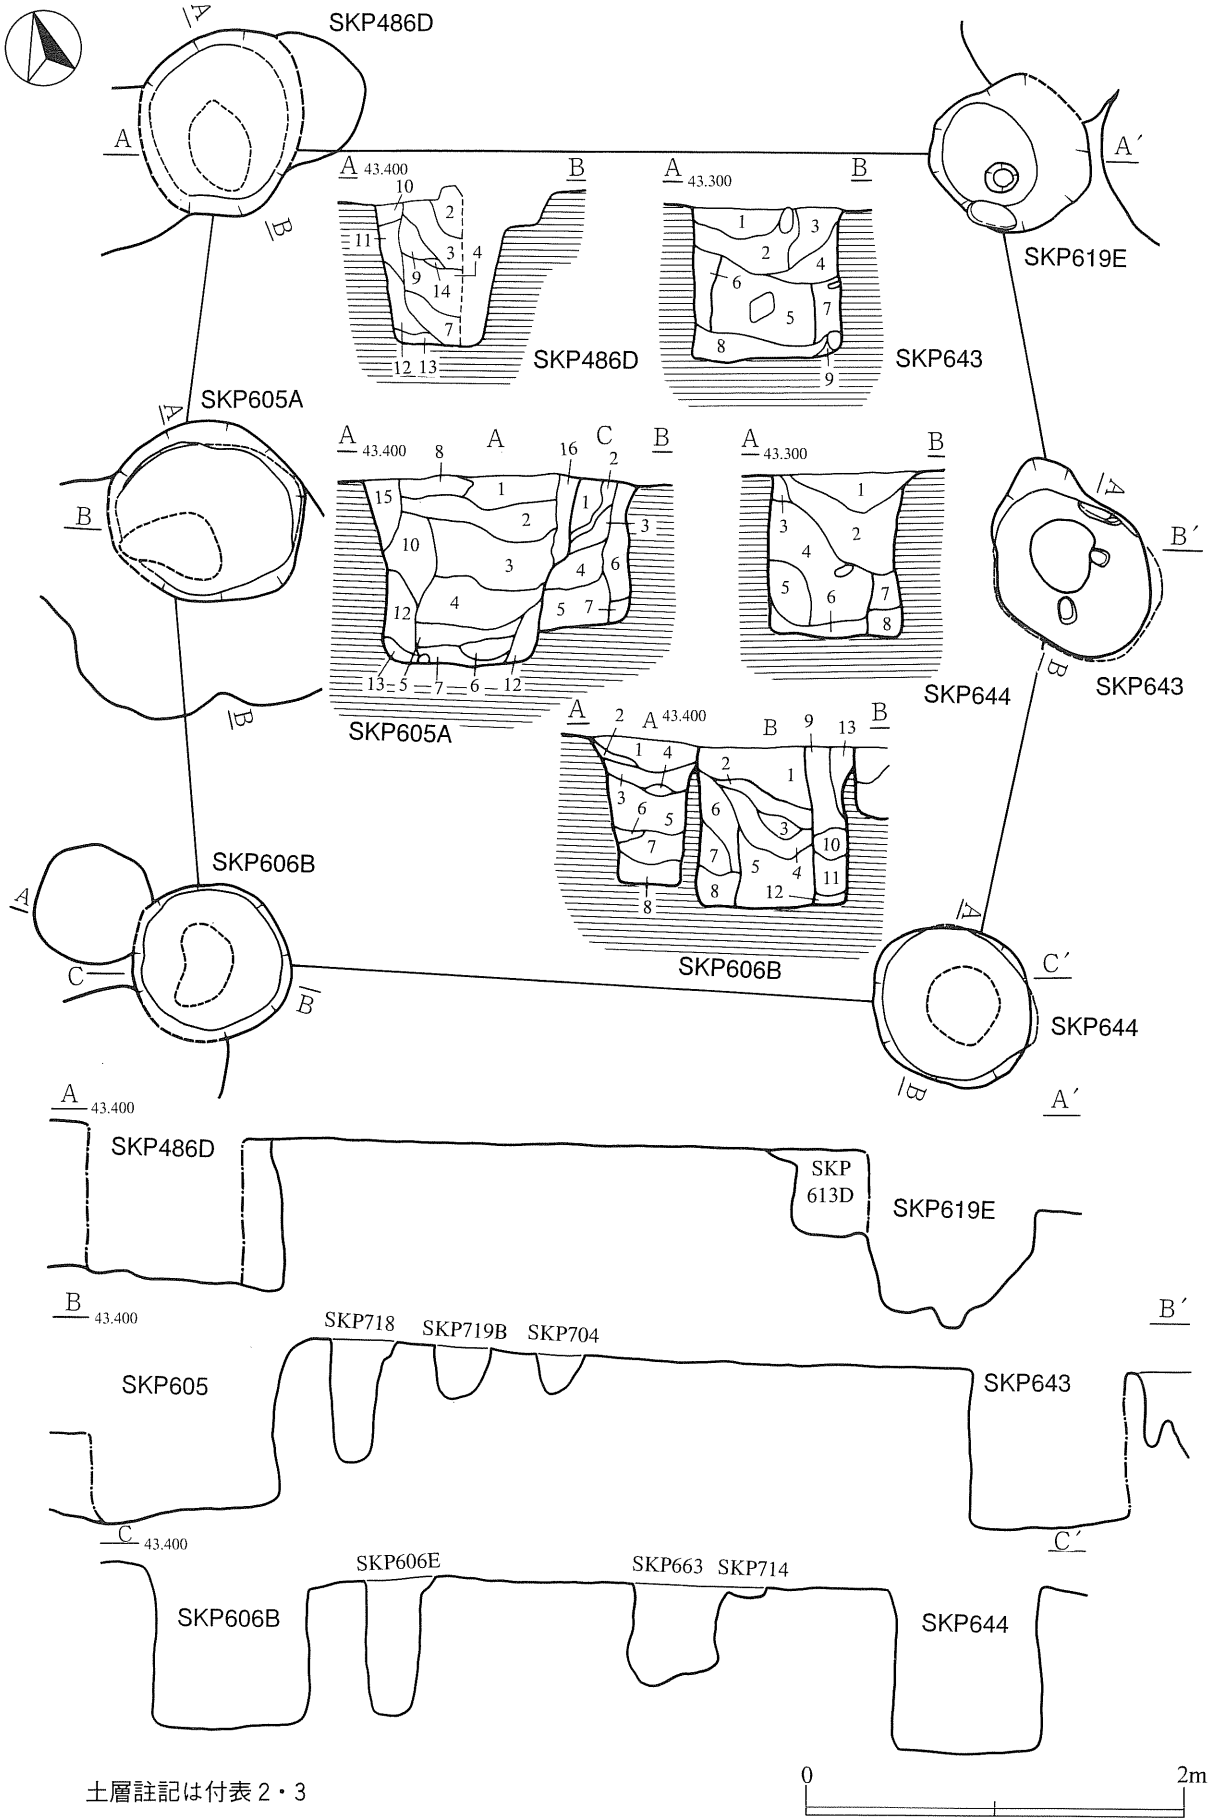 A
SKP486D
A
A′
B
SKP619E
A 43.400 B
10
2
11
3 4
9
14
7
12 13
SKP486D
A 43.300 B
1 3
2
4
6
5 7
8
9
SKP643
A
SKP605A
B
B
A 43.400 A C B
8 16 2
15 1 1
2 3
10
3 4 6
12 4 5 7
13 5 7 6 12
SKP605A
A 43.300 B
1
3 2
4
5 6 7
8
SKP644
A
B′
B
SKP643
A 2 A 43.400 B 9 13 B
1 4
2 1
3 6
6 5 3
7 10
7 5 4
8 12 11
8
SKP606B
A
SKP606B
C
B
A
C′
SKP644
B
A 43.400 A′
SKP486D
SKP
613D
SKP619E
B 43.400 B′
SKP718 SKP719B SKP704
SKP605 SKP643
C 43.400 C′
SKP606E SKP663 SKP714
SKP606B SKP644
土層註記は付表2・3
0 2m